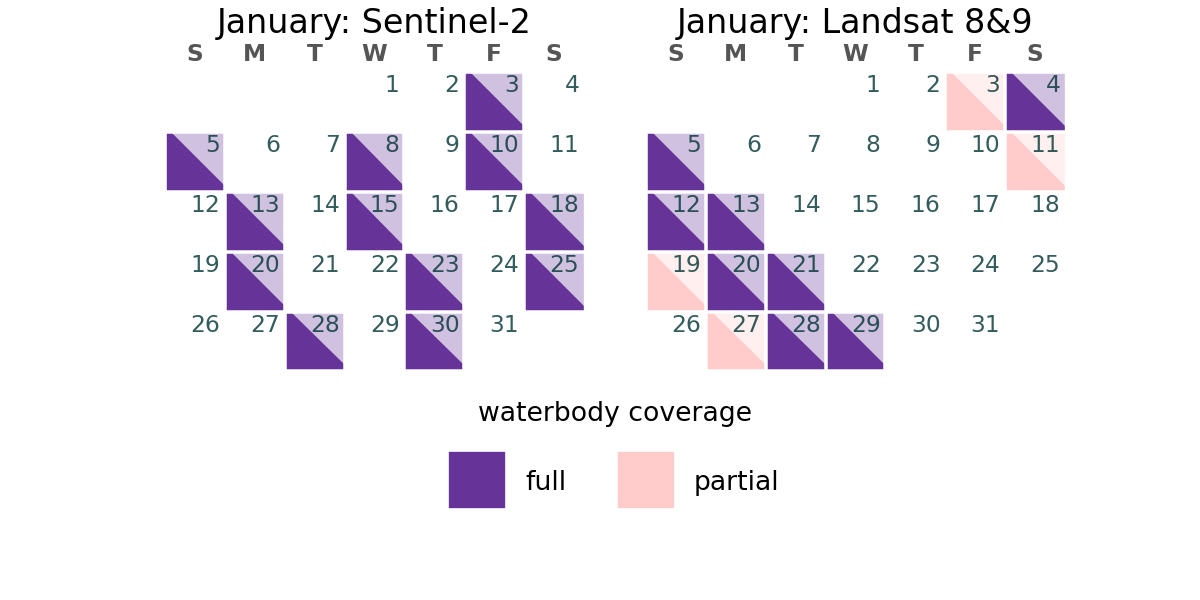 January: Sentinel-2
S M T W T F S
1 2 3 4
5 6 7 8 9 10 11
12 13 14 15 16 17 18
19 20 21 22 23 24 25
26 27 28 29 30 31
January: Landsat 8&9
S M T W T F S
1 2 3 4
5 6 7 8 9 10 11
12 13 14 15 16 17 18
19 20 21 22 23 24 25
26 27 28 29 30 31
waterbody coverage
full partial